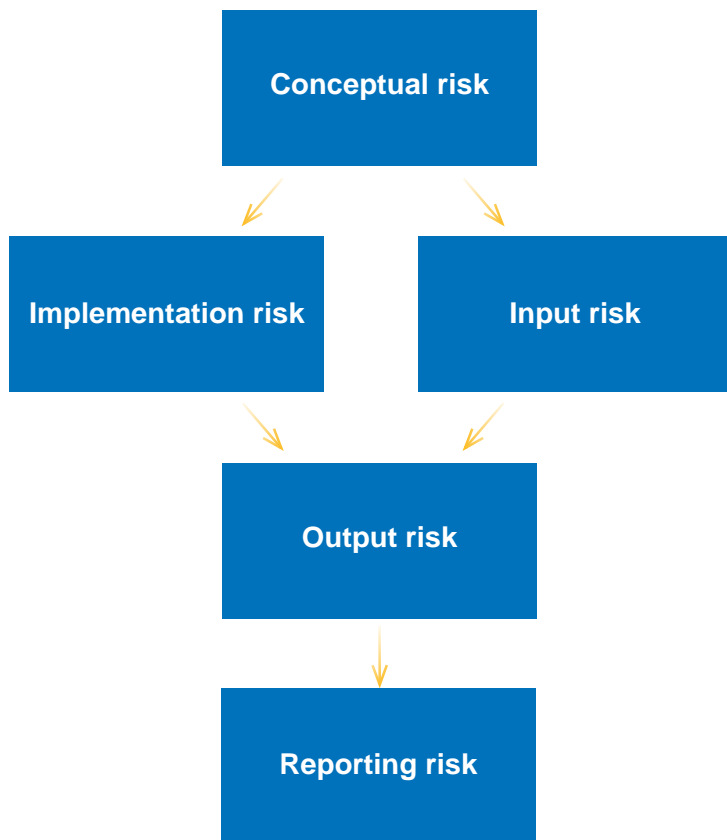 Conceptual risk
Implementation risk
Input risk
Output risk
Reporting risk